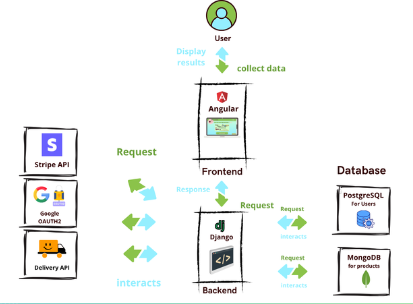 User
Display
results
collect data
Angular
Frontend
Stripe API
Google
OAUTH2
Delivery API
Request
interacts
Response
Request
Django
Backend
Request
interacts
Request
interacts
Database
PostgreSQL
For Users
MongoDB
for products